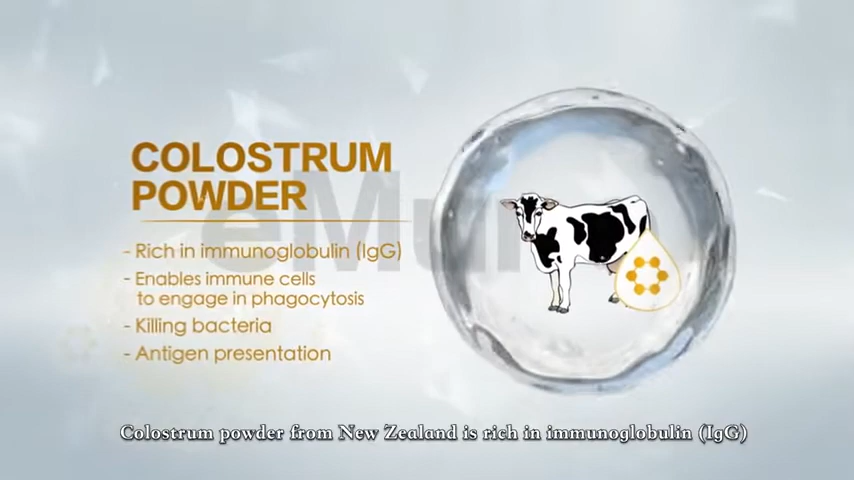 COLOSTRUM
POWDER
- Rich in immunoglobulin (IgG)
- Enables immune cells
to engage in phagocytosis
- Killing bacteria
- Antigen presentation
Colostrum powder from New Zealand is rich in immunoglobulin (IgG)